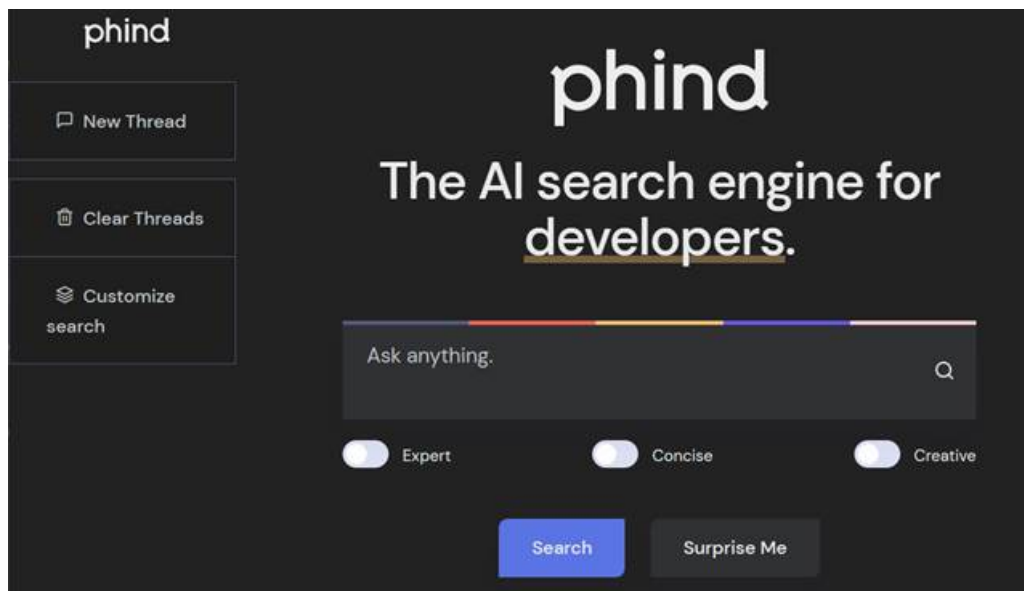 phind
New Thread
Clear Threads
Customize
search
phind
The AI search engine for
developers.
Ask anything.
Expert
Concise
Creative
Search
Surprise Me